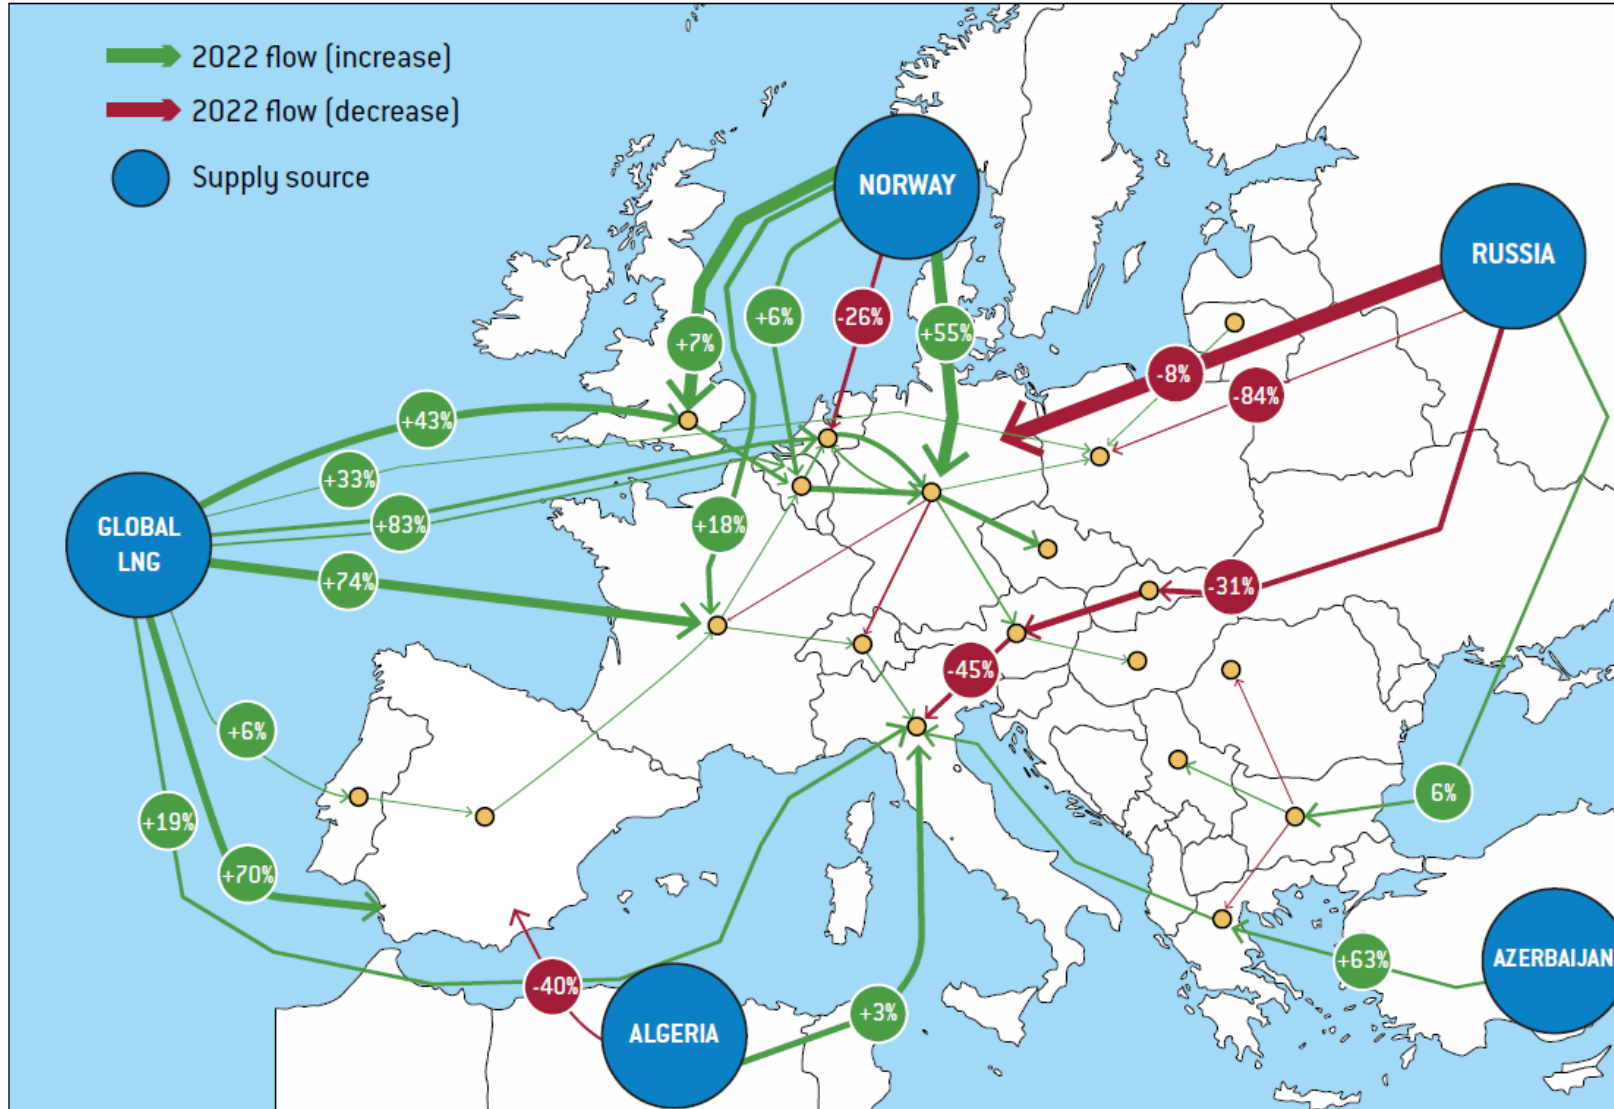 2022 flow (increase)
2022 flow (decrease)
Supply source
NORWAY
RUSSIA
+6%
-26%
+55%
+7%
-8%
-84%
+43%
+33%
+83%
+18%
GLOBAL
LNG
+74%
-31%
-45%
+6%
6%
+19%
+70%
+63%
AZERBAIJAN
-40%
+3%
ALGERIA